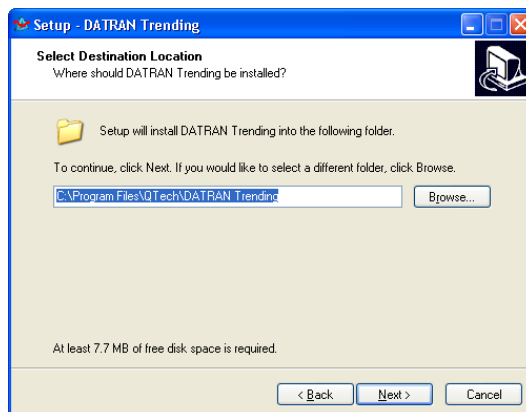 Setup - DATRAN Trending
Select Destination Location
Where should DATRAN Trending be installed?
Setup will install DATRAN Trending into the following folder.
To continue, click Next. If you would like to select a different folder, click Browse.
C:\Program Files\QTech\DATRAN Trending
Browse...
At least 7.7 MB of free disk space is required.
< Back
Next >
Cancel